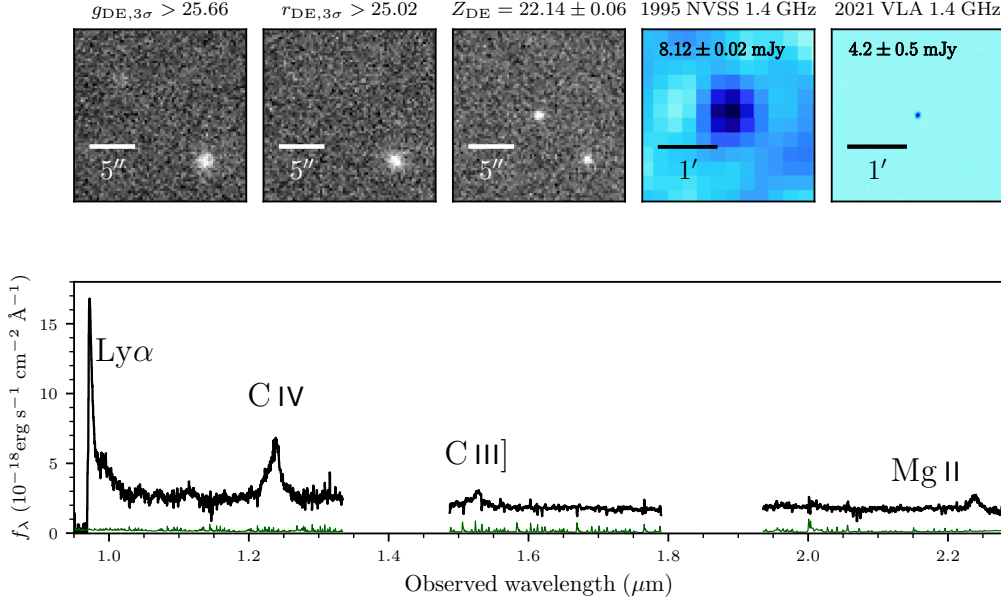 g_DE,3σ > 25.66
r_DE,3σ > 25.02
Z_DE = 22.14 ± 0.06
1995 NVSS 1.4 GHz
2021 VLA 1.4 GHz
5″
5″
5″
8.12 ± 0.02 mJy
1′
4.2 ± 0.5 mJy
1′
f_λ (10^−18 erg s^−1 cm^−2 Å^−1)
15
10
5
0
Lyα
C IV
C III]
Mg II
1.0
1.2
1.4
1.6
1.8
2.0
2.2
Observed wavelength (μm)